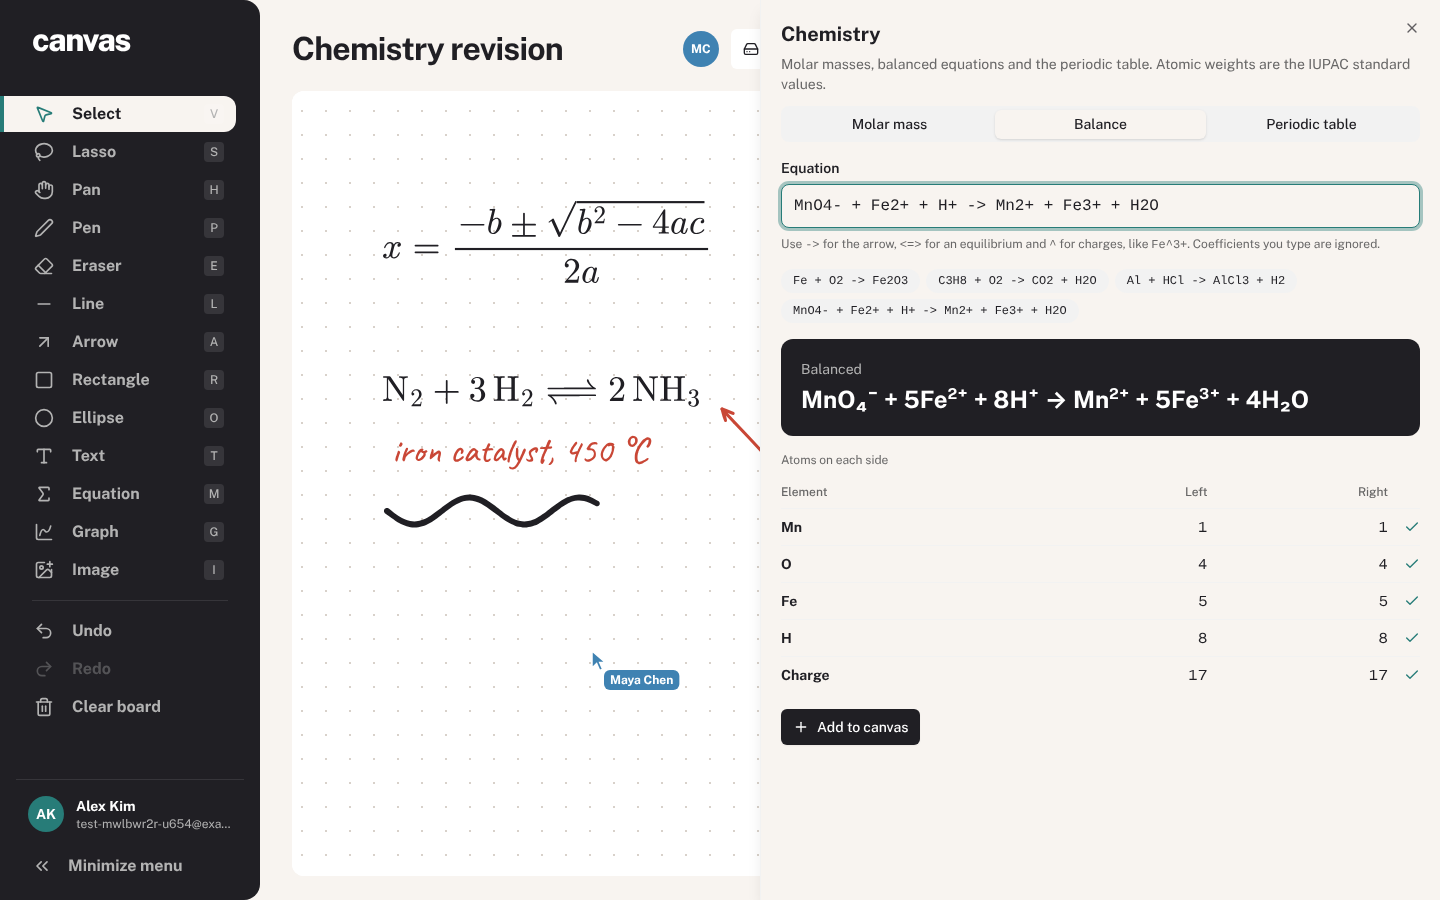 canvas
Select V
Lasso S
Pan H
Pen P
Eraser E
Line L
Arrow A
Rectangle R
Ellipse O
Text T
Equation M
Graph G
Image I
Undo
Redo
Clear board
AK
Alex Kim
test-mwlbwr2r-u654@exa...
Minimize menu
Chemistry revision
MC
x = (−b ± √(b² − 4ac)) / 2a
N₂ + 3 H₂ ⇌ 2 NH₃
iron catalyst, 450 °C
Maya Chen
Chemistry
Molar masses, balanced equations and the periodic table. Atomic weights are the IUPAC standard
values.
Molar mass Balance Periodic table
Equation
MnO4- + Fe2+ + H+ -> Mn2+ + Fe3+ + H2O
Use -> for the arrow, <=> for an equilibrium and ^ for charges, like Fe^3+. Coefficients you type are ignored.
Fe + O2 -> Fe2O3 C3H8 + O2 -> CO2 + H2O Al + HCl -> AlCl3 + H2
MnO4- + Fe2+ + H+ -> Mn2+ + Fe3+ + H2O
Balanced
MnO₄⁻ + 5Fe²⁺ + 8H⁺ → Mn²⁺ + 5Fe³⁺ + 4H₂O
Atoms on each side
Element Left Right
Mn 1 1
O 4 4
Fe 5 5
H 8 8
Charge 17 17
Add to canvas